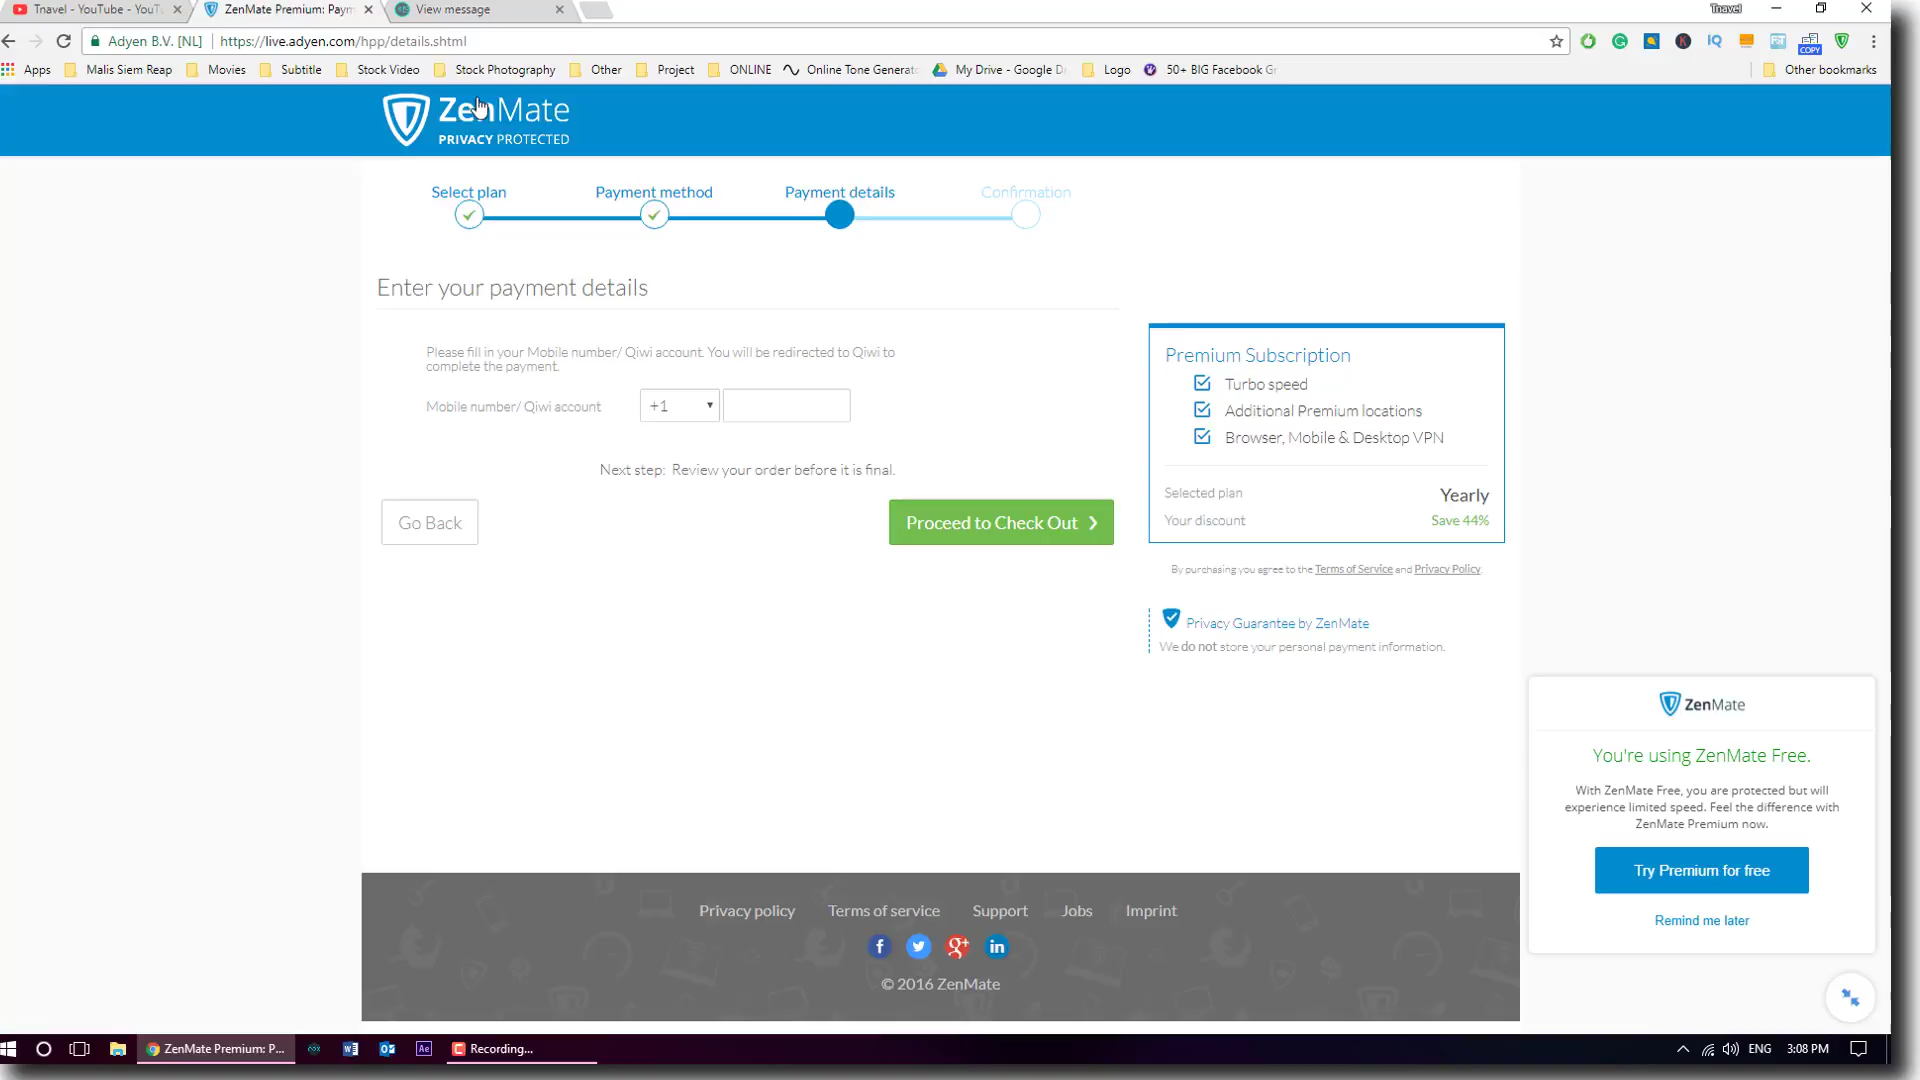 Tnavel - YouTube - YouT
ZenMate Premium: Paym
View message
Tnavel
Adyen B.V. [NL]
https://live.adyen.com/hpp/details.shtml
Apps
Malis Siem Reap
Movies
Subtitle
Stock Video
Stock Photography
Other
Project
ONLINE
Online Tone Generato
My Drive - Google D
Logo
50+ BIG Facebook Gr
Other bookmarks
COPY
ZenMate
PRIVACY PROTECTED
Select plan
Payment method
Payment details
Confirmation
Enter your payment details
Please fill in your Mobile number/ Qiwi account. You will be redirected to Qiwi to
complete the payment.
Mobile number/ Qiwi account
+1
Next step: Review your order before it is final.
Go Back
Proceed to Check Out
Premium Subscription
Turbo speed
Additional Premium locations
Browser, Mobile & Desktop VPN
Selected plan
Yearly
Your discount
Save 44%
By purchasing you agree to the Terms of Service and Privacy Policy.
Privacy Guarantee by ZenMate
We do not store your personal payment information.
ZenMate
You're using ZenMate Free.
With ZenMate Free, you are protected but will
experience limited speed. Feel the difference with
ZenMate Premium now.
Try Premium for free
Remind me later
Privacy policy
Terms of service
Support
Jobs
Imprint
© 2016 ZenMate
ZenMate Premium: P...
Recording...
ENG
3:08 PM